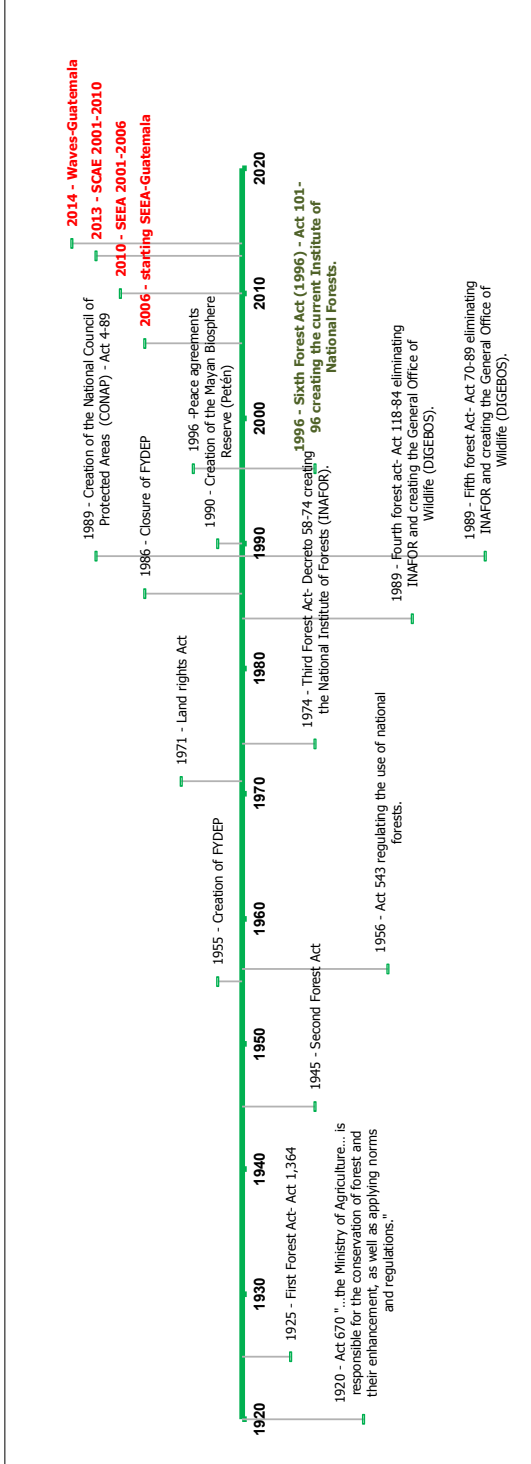 2014 - Waves-Guatemala
2013 - SCAE 2001-2010
2010 - SEEA 2001-2006
2006 - starting SEEA-Guatemala
1989 - Creation of the National Council of
Protected Areas (CONAP) - Act 4-89
1986 - Closure of FYDEP
1996 -Peace agreements
1990 - Creation of the Mayan Biosphere
Reserve (Petén)
1971 - Land rights Act
1955 - Creation of FYDEP
1920
1930
1940
1950
1960
1970
1980
1990
2000
2010
2020
1925 - First Forest Act- Act 1,364
1945 - Second Forest Act
1974 - Third Forest Act- Decreto 58-74 creating
the National Institute of Forests (INAFOR).
1996 - Sixth Forest Act (1996) - Act 101-
96 creating the current Institute of
National Forests.
1920 - Act 670 "...the Ministry of Agriculture... is
responsible for the conservation of forest and
their enhancement, as well as applying norms
and regulations."
1956 - Act 543 regulating the use of national
forests.
1989 - Fourth forest act- Act 118-84 eliminating
INAFOR and creating the General Office of
Wildlife (DIGEBOS).
1989 - Fifth forest Act- Act 70-89 eliminating
INAFOR and creating the General Office of
Wildlife (DIGEBOS).